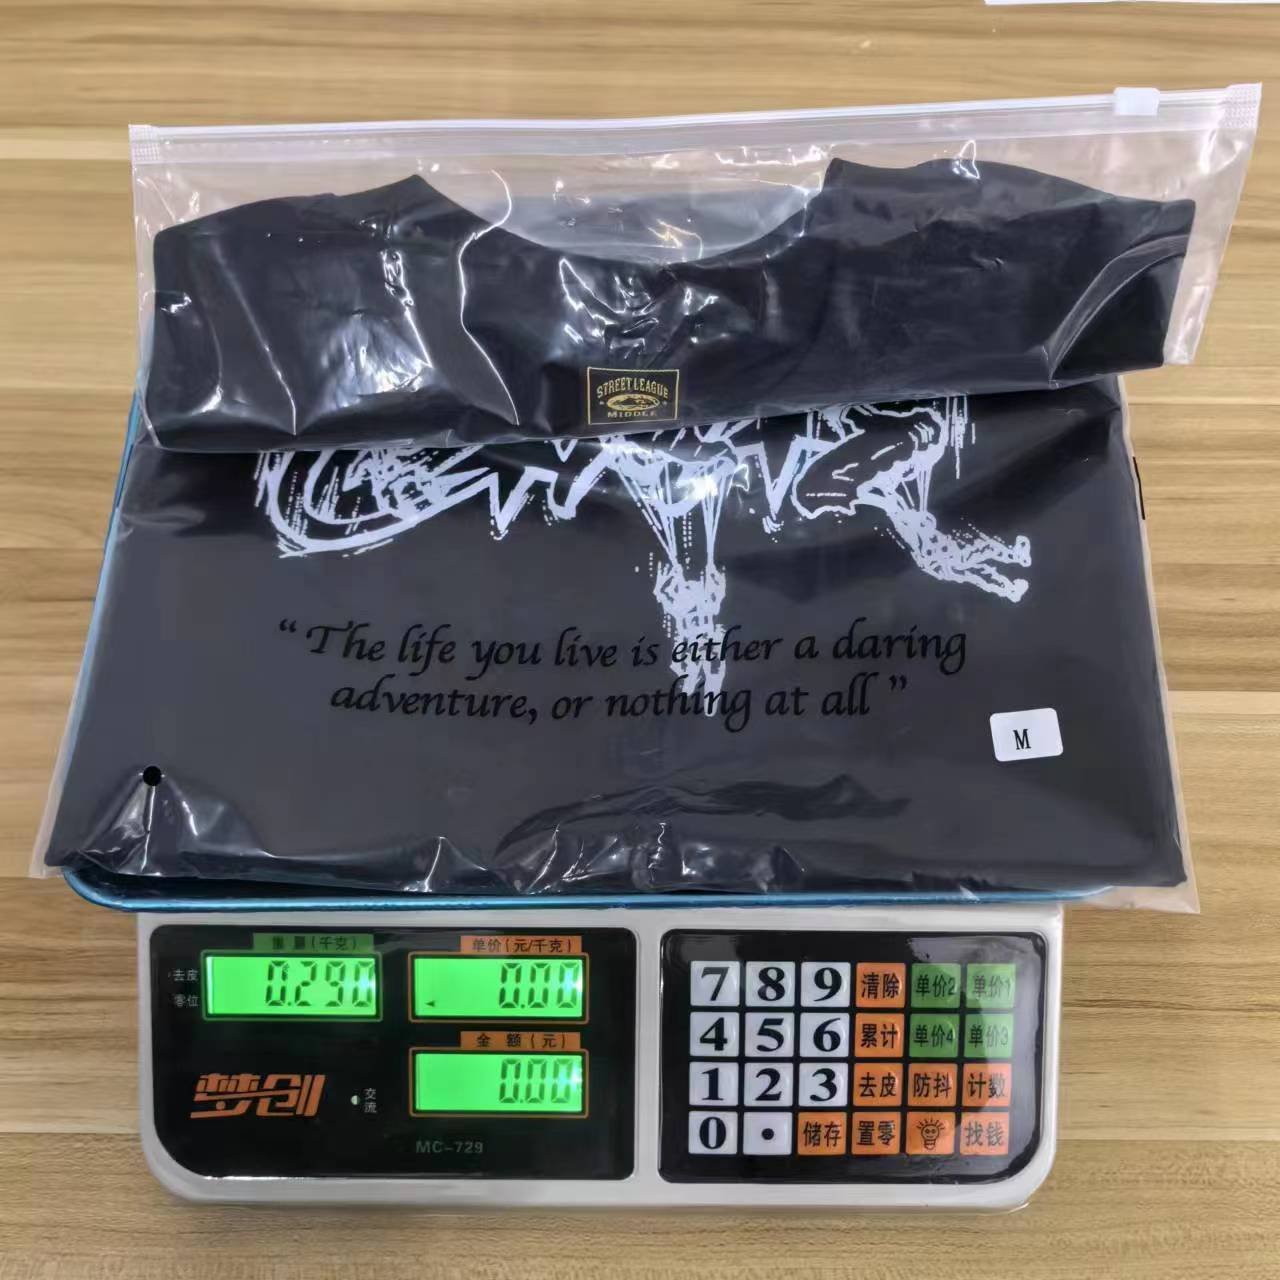 STREET LEAGUE
MIDDLE
“The life you live is either a daring
adventure, or nothing at all”
M
重量(千克)
单价(元/千克)
去皮
零位
0.290
0.00
金 额 (元)
0.00
梦创
交流
MC-729
7 8 9 清除 单价2 单价1
4 5 6 累计 单价4 单价3
1 2 3 去皮 防抖 计数
0 • 储存 置零 找钱